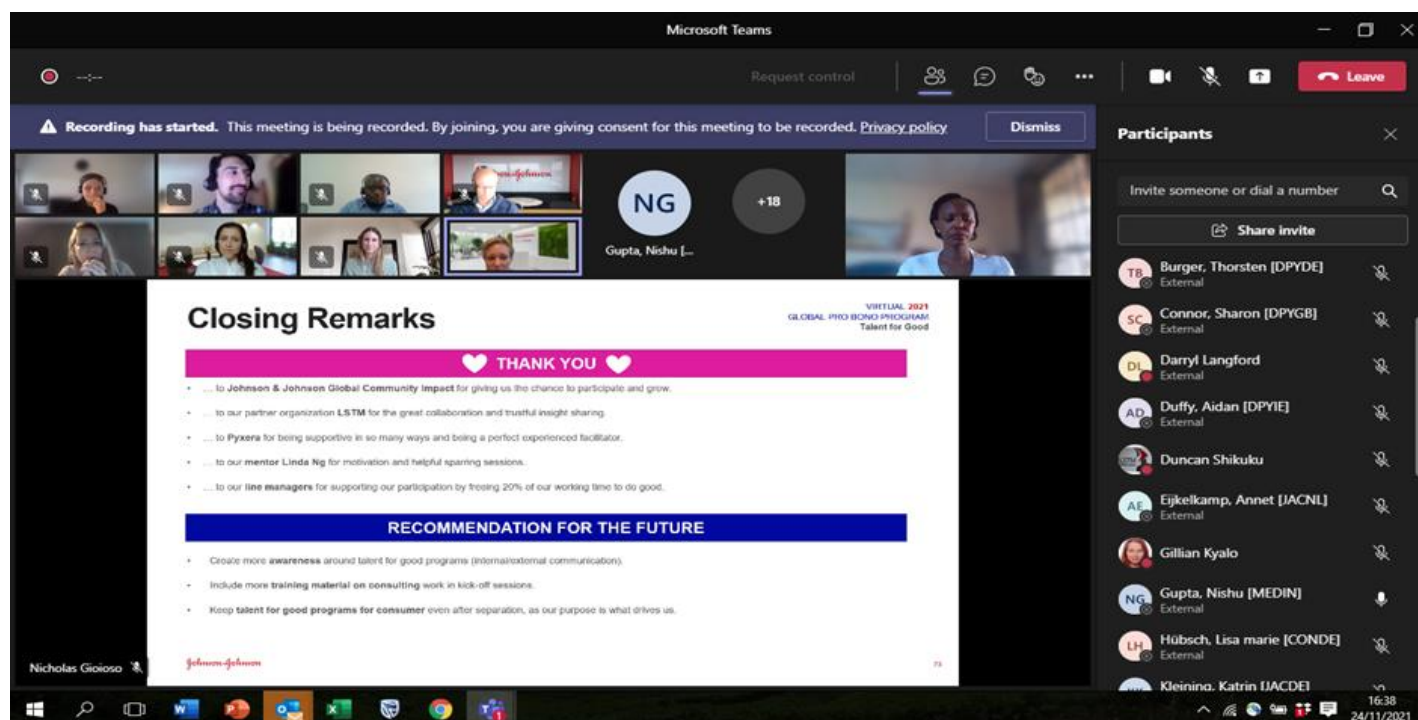 Microsoft Teams
--:--
Request control
Leave
Recording has started. This meeting is being recorded. By joining, you are giving consent for this meeting to be recorded. Privacy policy
Dismiss
Johnson-Johnson
NG
Gupta, Nishu [...
+18
Closing Remarks
VIRTUAL 2021
GLOBAL PRO BONO PROGRAM
Talent for Good
THANK YOU
• … to Johnson & Johnson Global Community Impact for giving us the chance to participate and grow.
• … to our partner organization LSTM for the great collaboration and trustful insight sharing.
• … to Pyxera for being supportive in so many ways and being a perfect experienced facilitator.
• … to our mentor Linda Ng for motivation and helpful sparring sessions.
• … to our line managers for supporting our participation by freeing 20% of our working time to do good.
RECOMMENDATION FOR THE FUTURE
• Create more awareness around talent for good programs (internal/external communication).
• Include more training material on consulting work in kick-off sessions.
• Keep talent for good programs for consumer even after separation, as our purpose is what drives us.
Johnson-Johnson
73
Nicholas Gioioso
Participants
Invite someone or dial a number
Share invite
TB
Burger, Thorsten [DPYDE]
External
SC
Connor, Sharon [DPYGB]
External
DL
Darryl Langford
External
AD
Duffy, Aidan [DPYIE]
External
Duncan Shikuku
AE
Eijkelkamp, Annet [JACNL]
External
Gillian Kyalo
NG
Gupta, Nishu [MEDIN]
External
LH
Hübsch, Lisa marie [CONDE]
External
Kleining, Katrin [JACDE]
16:38
24/11/2021